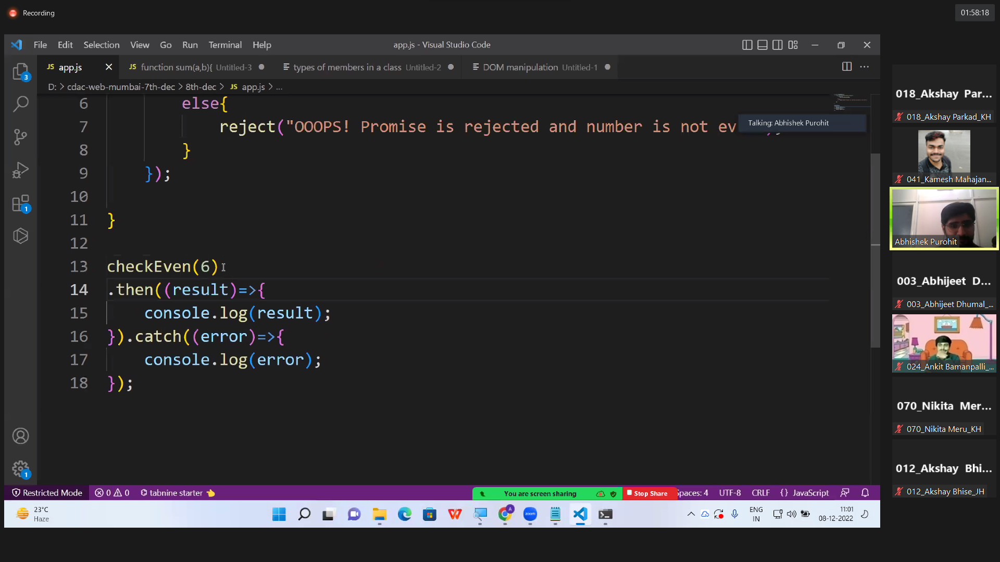 Recording
01:58:18
File Edit Selection View Go Run Terminal Help
app.js - Visual Studio Code
JS app.js
JS function sum(a,b){ Untitled-3
types of members in a class Untitled-2
DOM manipulation Untitled-1
D: > cdac-web-mumbai-7th-dec > 8th-dec > JS app.js > ...
6 else{
7 reject("OOOPS! Promise is rejected and number is not ev
Talking: Abhishek Purohit
8 }
9 });
10
11 }
12
13 checkEven(6)
14 .then((result)=>{
15 console.log(result);
16 }).catch((error)=>{
17 console.log(error);
18 });
3
1
1
018_Akshay Par...
018_Akshay Parkad_KH
041_Kamesh Mahajan...
Abhishek Purohit
003_Abhijeet D...
003_Abhijeet Dhumal_...
024_Ankit Bamanpalli_...
070_Nikita Mer...
070_Nikita Meru_KH
012_Akshay Bhi...
012_Akshay Bhise_JH
Restricted Mode 0 0 tabnine starter
You are screen sharing Stop Share
paces: 4 UTF-8 CRLF {} JavaScript
23°C
Haze
A
W
zoom
ENG
IN
11:01
08-12-2022